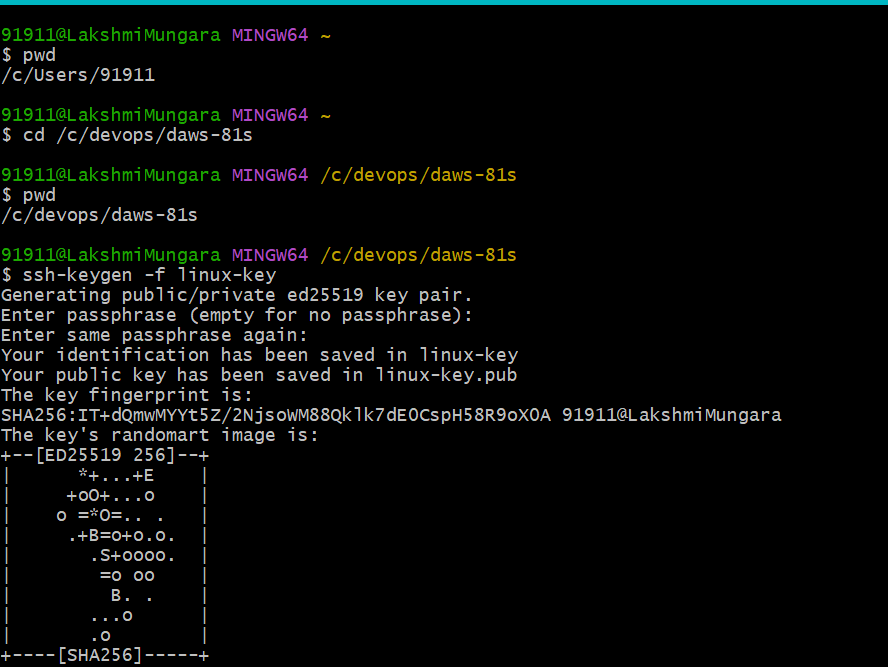 91911@LakshmiMungara MINGW64 ~
$ pwd
/c/Users/91911
91911@LakshmiMungara MINGW64 ~
$ cd /c/devops/daws-81s
91911@LakshmiMungara MINGW64 /c/devops/daws-81s
$ pwd
/c/devops/daws-81s
91911@LakshmiMungara MINGW64 /c/devops/daws-81s
$ ssh-keygen -f linux-key
Generating public/private ed25519 key pair.
Enter passphrase (empty for no passphrase):
Enter same passphrase again:
Your identification has been saved in linux-key
Your public key has been saved in linux-key.pub
The key fingerprint is:
SHA256:IT+dQmwMYYt5Z/2NjsoWM88Qklk7dE0CspH58R9oX0A 91911@LakshmiMungara
The key's randomart image is:
+--[ED25519 256]--+
|      *+...+E    |
|     +oO+...o    |
|    o =*O=.. .   |
|     .+B=o+o.o.  |
|       .S+oooo.  |
|        =o oo    |
|         B. .    |
|       ...o      |
|       .o        |
+----[SHA256]-----+